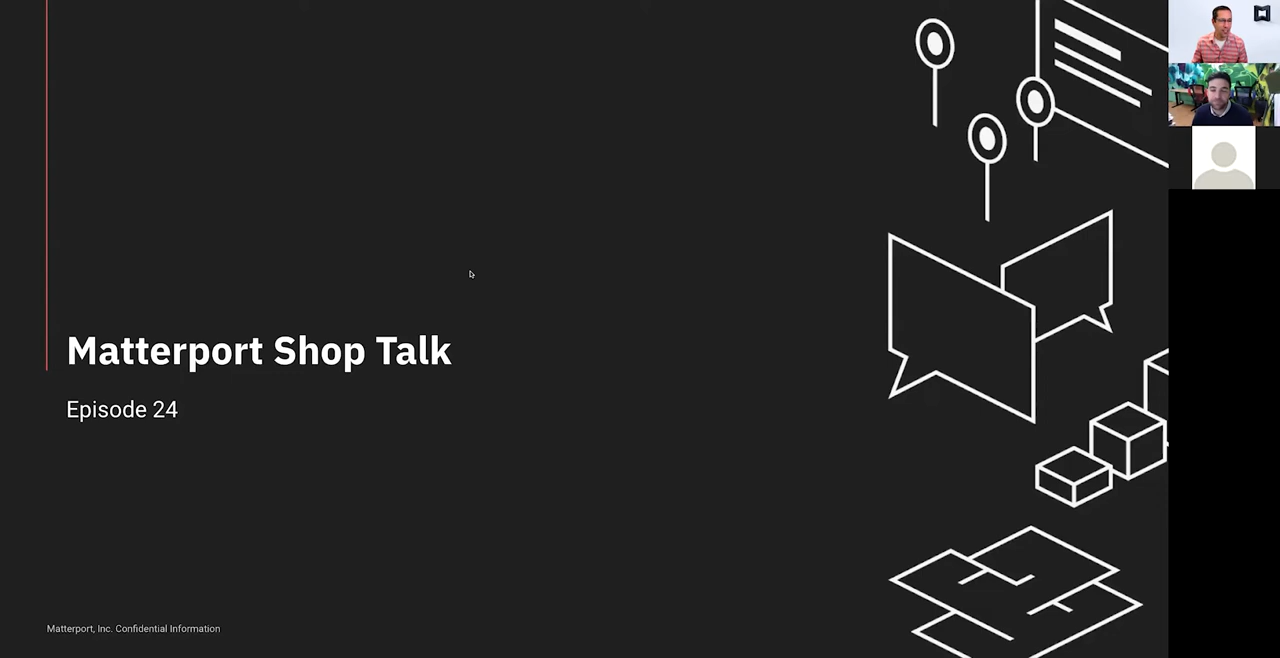 Matterport Shop Talk
Episode 24
Matterport, Inc. Confidential Information